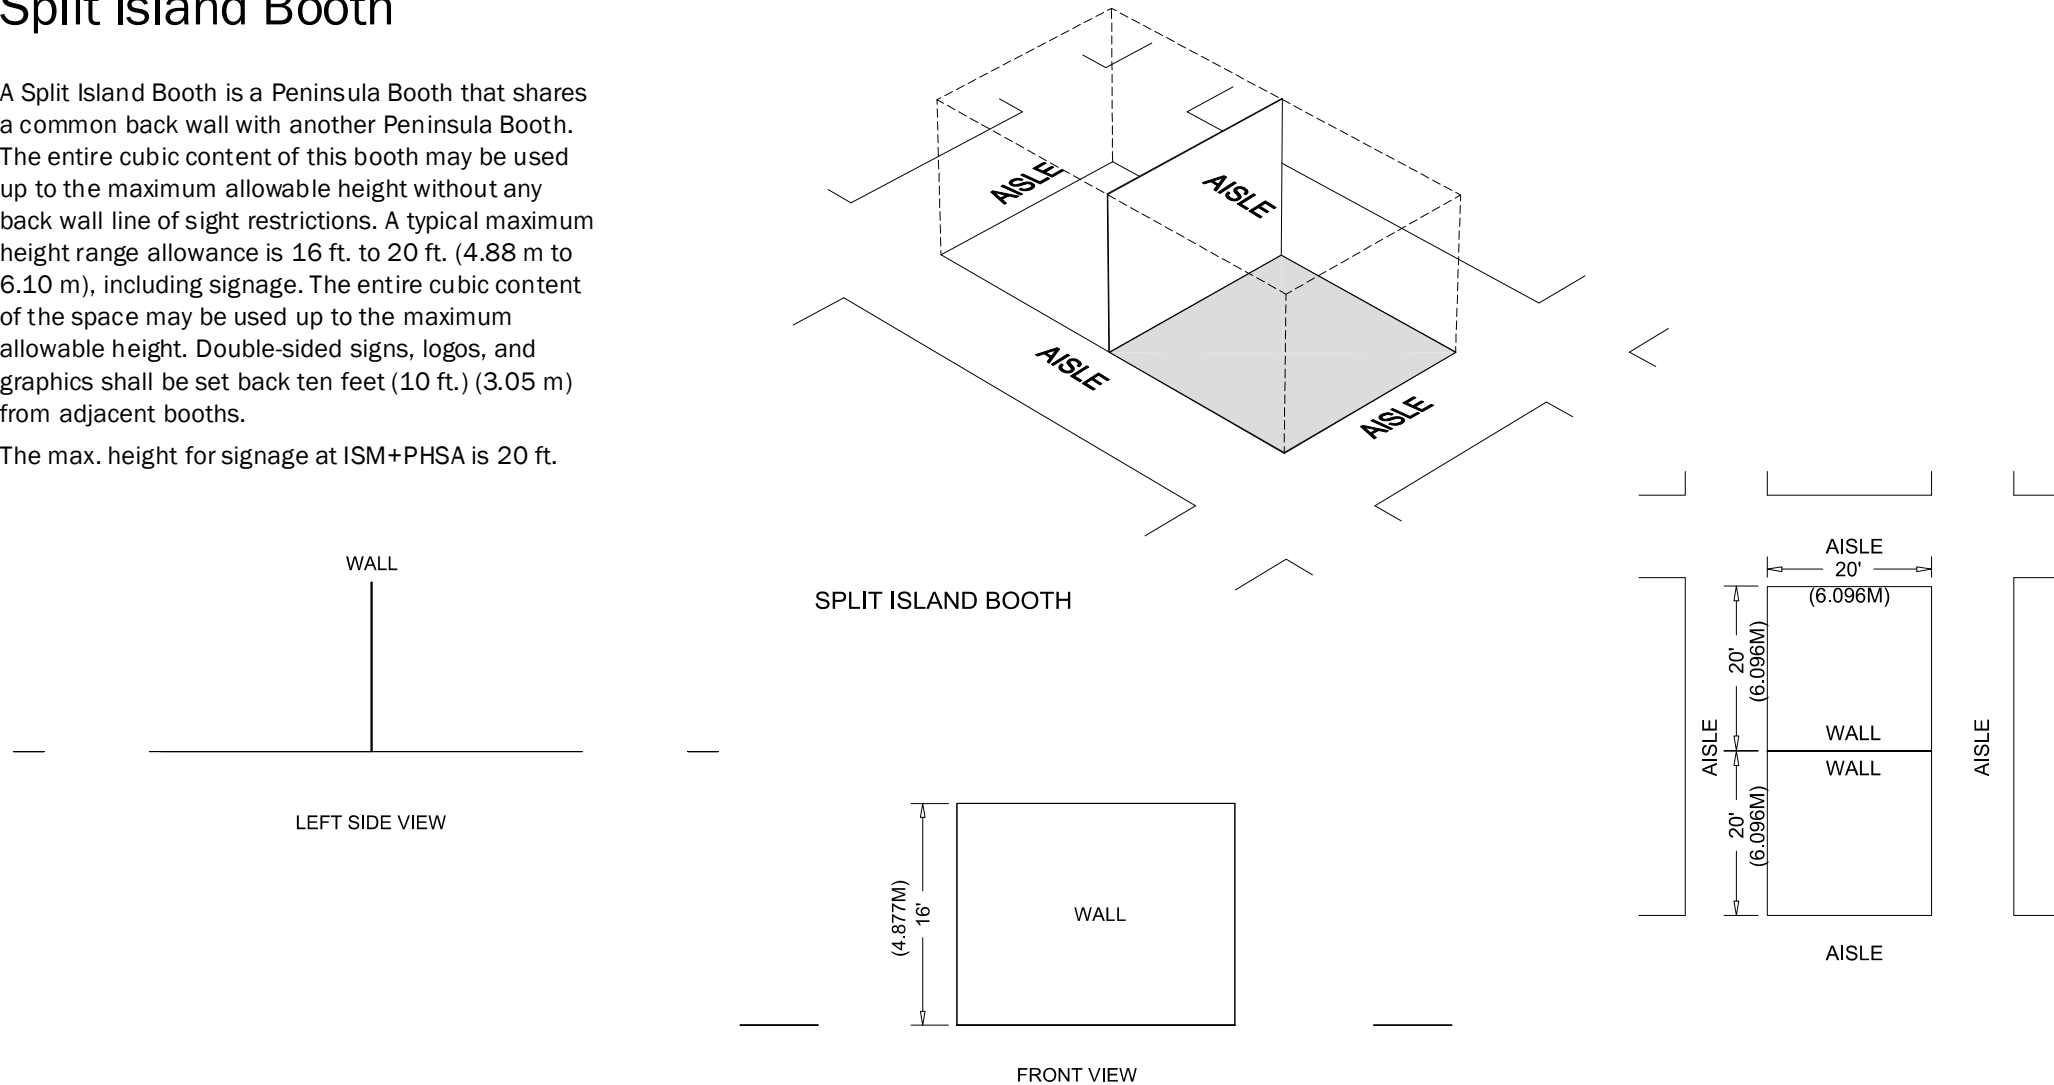 Split Island Booth
A Split Island Booth is a Peninsula Booth that shares
a common back wall with another Peninsula Booth.
The entire cubic content of this booth may be used
up to the maximum allowable height without any
back wall line of sight restrictions. A typical maximum
height range allowance is 16 ft. to 20 ft. (4.88 m to
6.10 m), including signage. The entire cubic content
of the space may be used up to the maximum
allowable height. Double-sided signs, logos, and
graphics shall be set back ten feet (10 ft.) (3.05 m)
from adjacent booths.
The max. height for signage at ISM+PHSA is 20 ft.
AISLE
AISLE
AISLE
AISLE
SPLIT ISLAND BOOTH
WALL
LEFT SIDE VIEW
(4.877M)
16'
WALL
FRONT VIEW
AISLE
20'
(6.096M)
20'
(6.096M)
WALL
AISLE
WALL
AISLE
20'
(6.096M)
AISLE